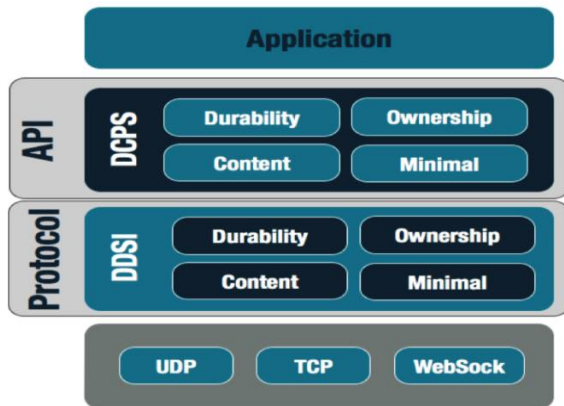 Application
API
DCPS
Durability
Ownership
Content
Minimal
Protocol
DDSI
Durability
Ownership
Content
Minimal
UDP
TCP
WebSock